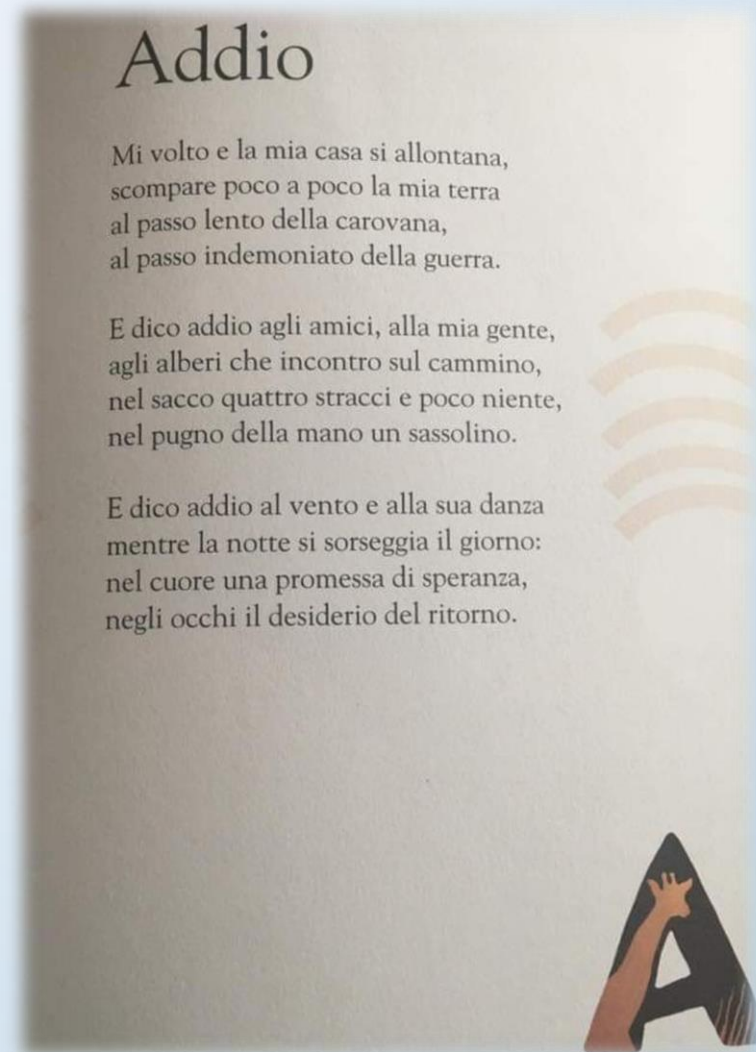 Addio
Mi volto e la mia casa si allontana,
scompare poco a poco la mia terra
al passo lento della carovana,
al passo indemoniato della guerra.
E dico addio agli amici, alla mia gente,
agli alberi che incontro sul cammino,
nel sacco quattro stracci e poco niente,
nel pugno della mano un sassolino.
E dico addio al vento e alla sua danza
mentre la notte si sorseggia il giorno:
nel cuore una promessa di speranza,
negli occhi il desiderio del ritorno.
A